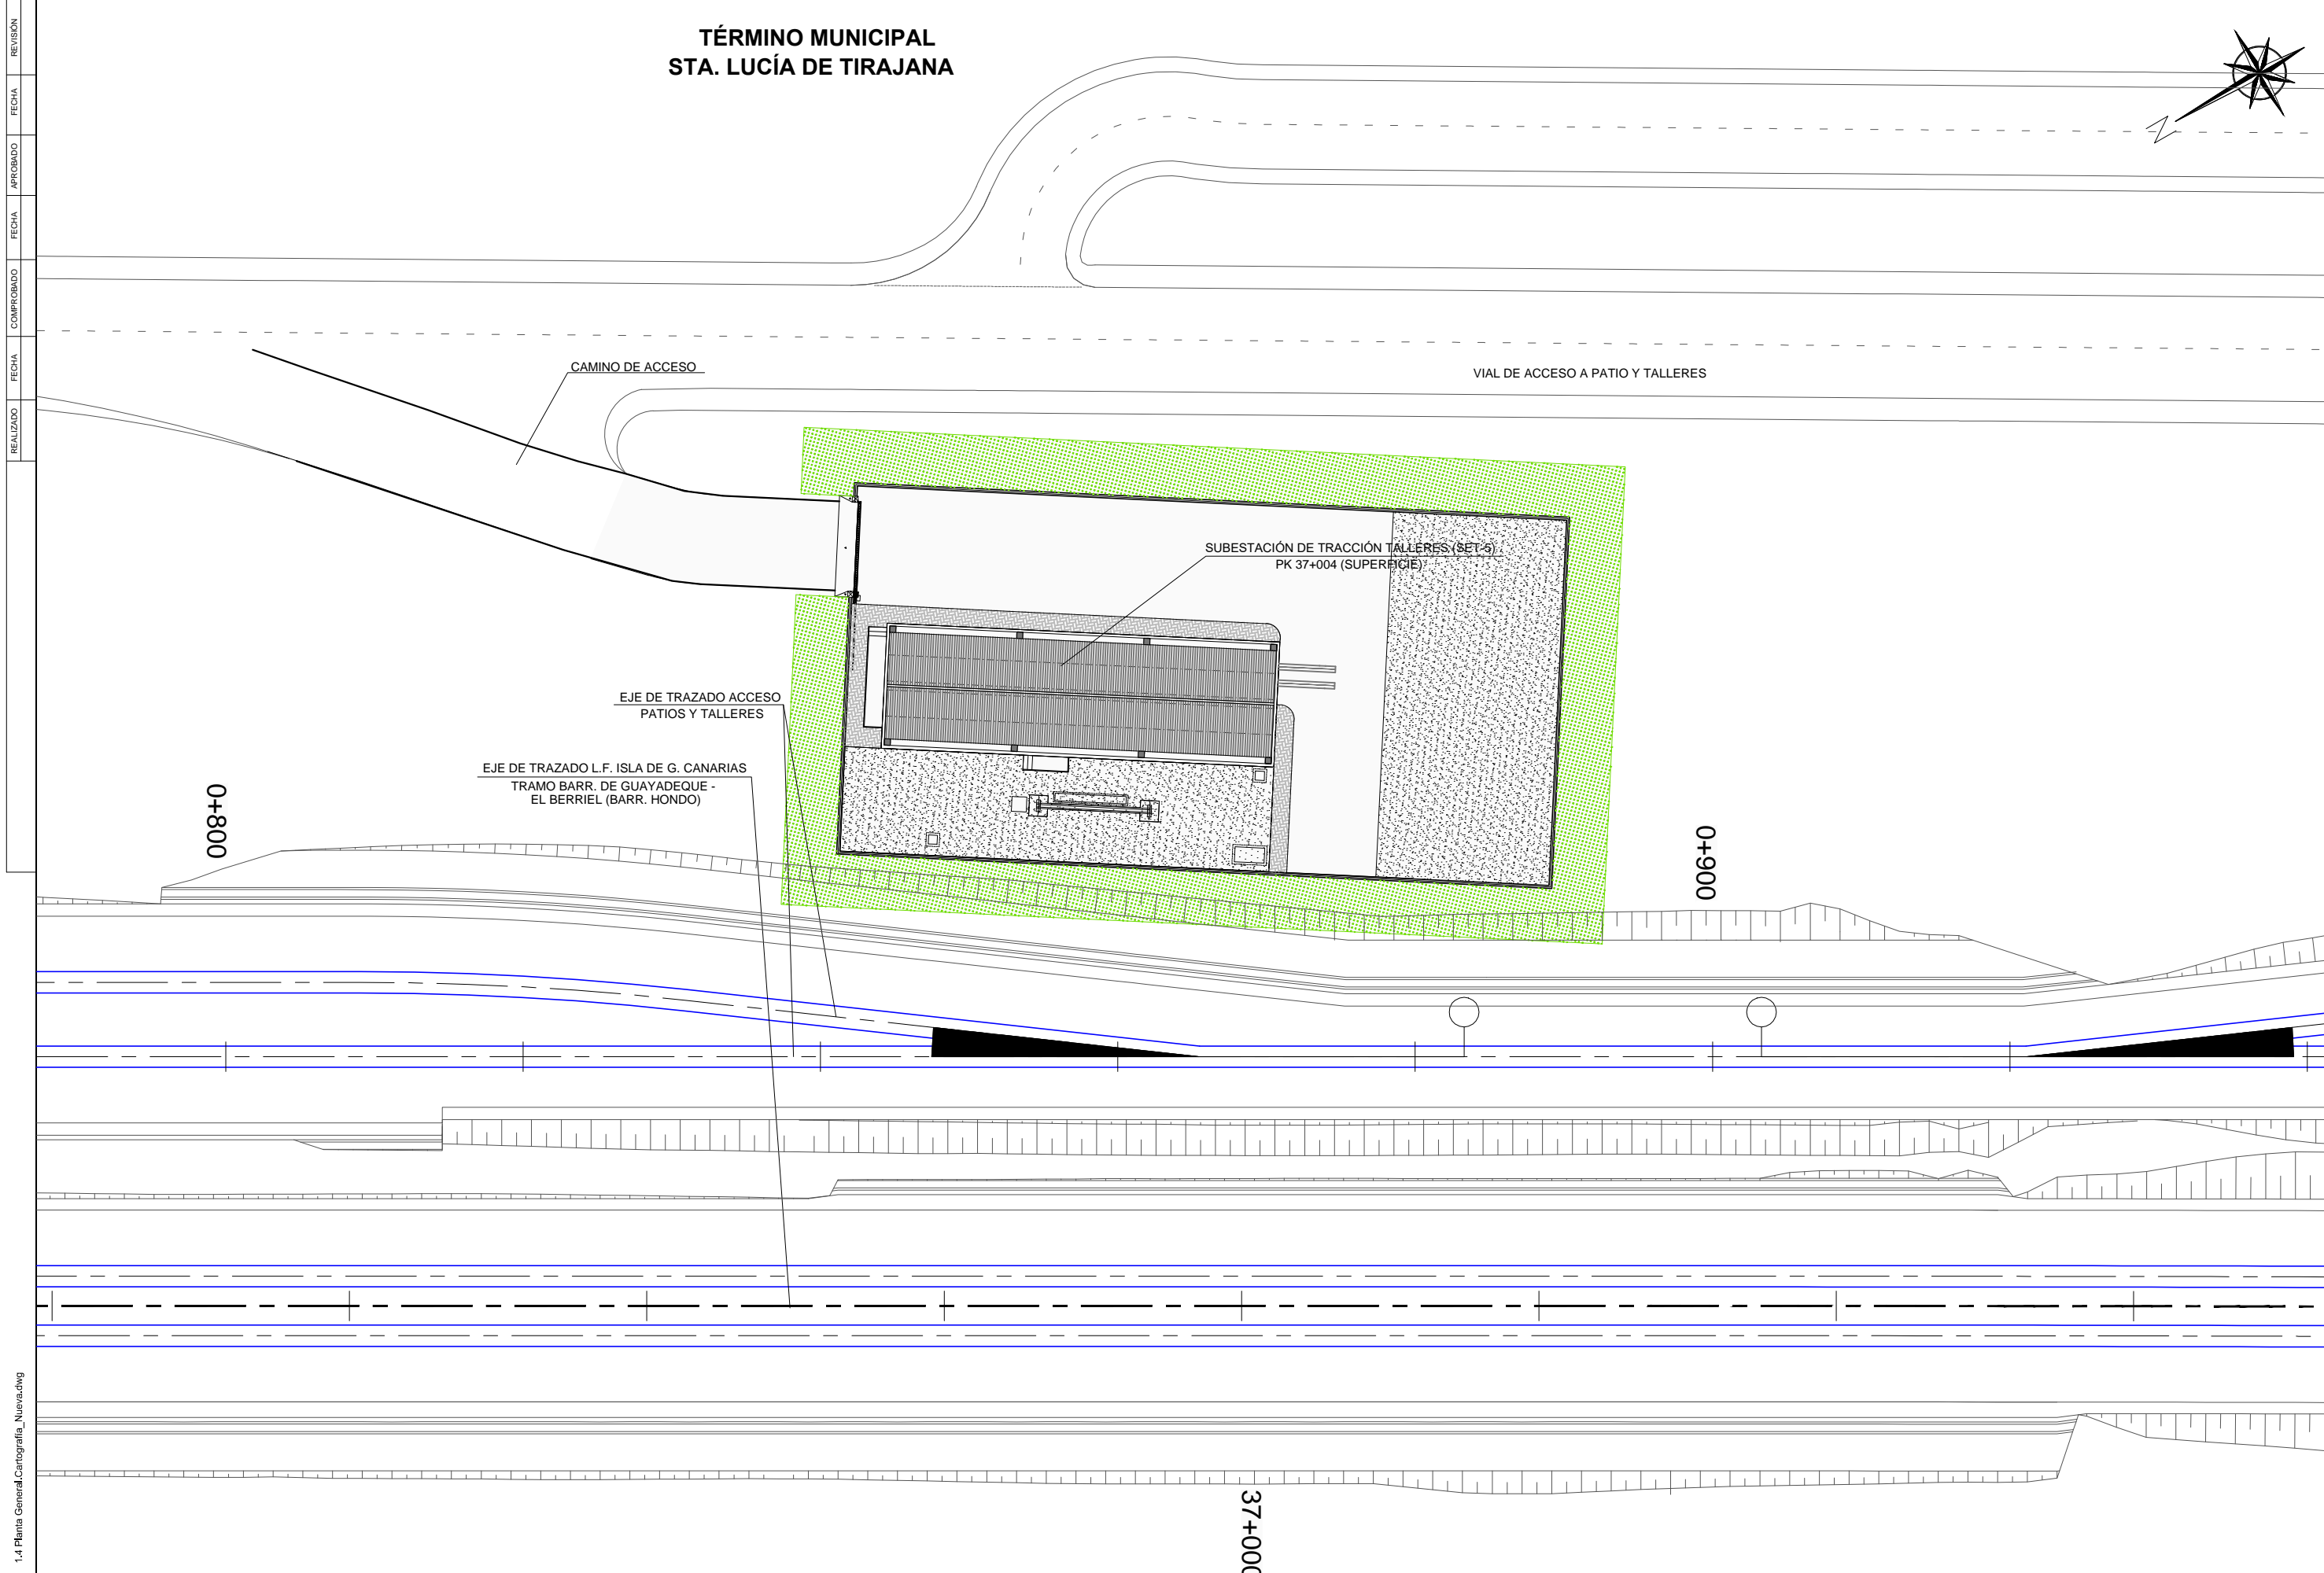 TÉRMINO MUNICIPAL
STA. LUCÍA DE TIRAJANA
REVISIÓN
FECHA
APROBADO
FECHA
COMPROBADO
FECHA
REALIZADO
CAMINO DE ACCESO
VIAL DE ACCESO A PATIO Y TALLERES
SUBESTACIÓN DE TRACCIÓN TALLERES (SET-5)
PK 37+004 (SUPERFICIE)
EJE DE TRAZADO ACCESO
PATIOS Y TALLERES
EJE DE TRAZADO L.F. ISLA DE G. CANARIAS
TRAMO BARR. DE GUAYADEQUE -
EL BERRIEL (BARR. HONDO)
0+800
0+900
37+000
1.4 Planta General.Cartografía_Nueva.dwg